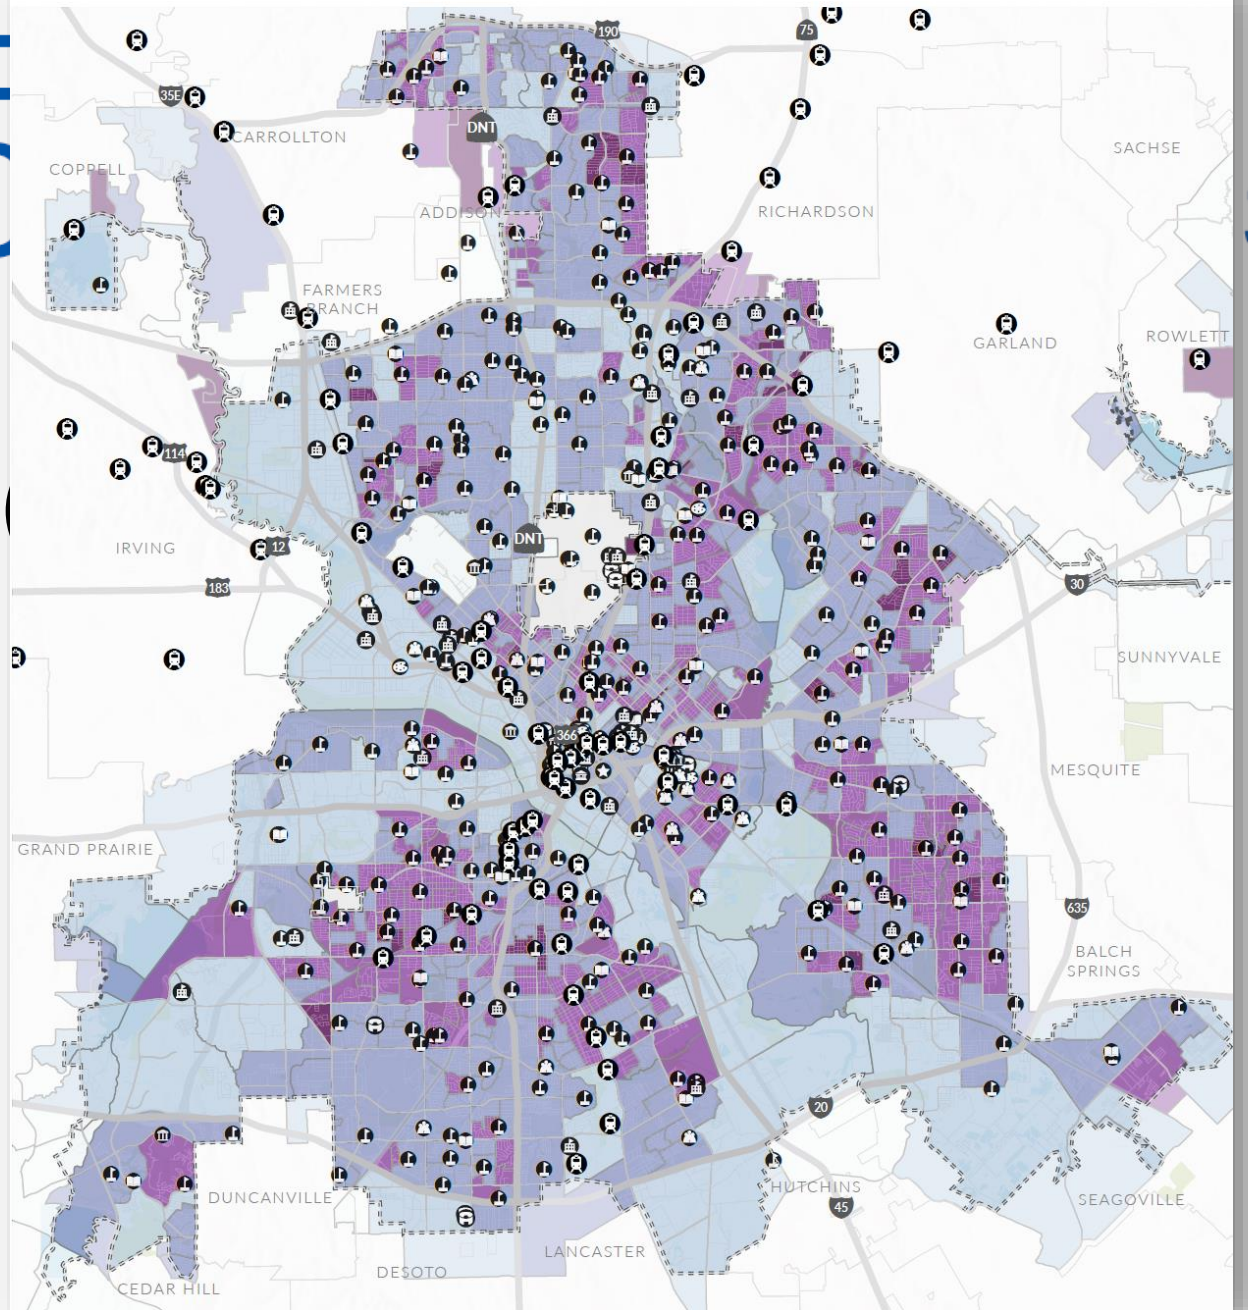 190
75
35E
CARROLLTON
DNT
SACHSE
COPPELL
ADDISON
RICHARDSON
FARMERS
BRANCH
GARLAND
ROWLETT
114
IRVING
12
DNT
183
30
SUNNYVALE
366
MESQUITE
GRAND PRAIRIE
635
BALCH
SPRINGS
20
DUNCANVILLE
HUTCHINS
45
SEAGOVILLE
LANCASTER
DESOTO
CEDAR HILL